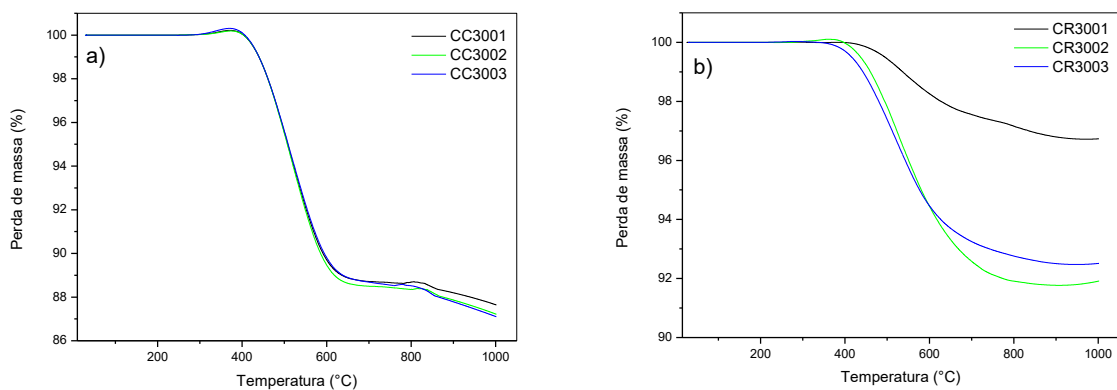 a)
CC3001
CC3002
CC3003
Perda de massa (%)
100
98
96
94
92
90
88
86
200
400
600
800
1000
Temperatura (°C)
b)
CR3001
CR3002
CR3003
Perda de massa (%)
100
98
96
94
92
90
200
400
600
800
1000
Temperatura (°C)